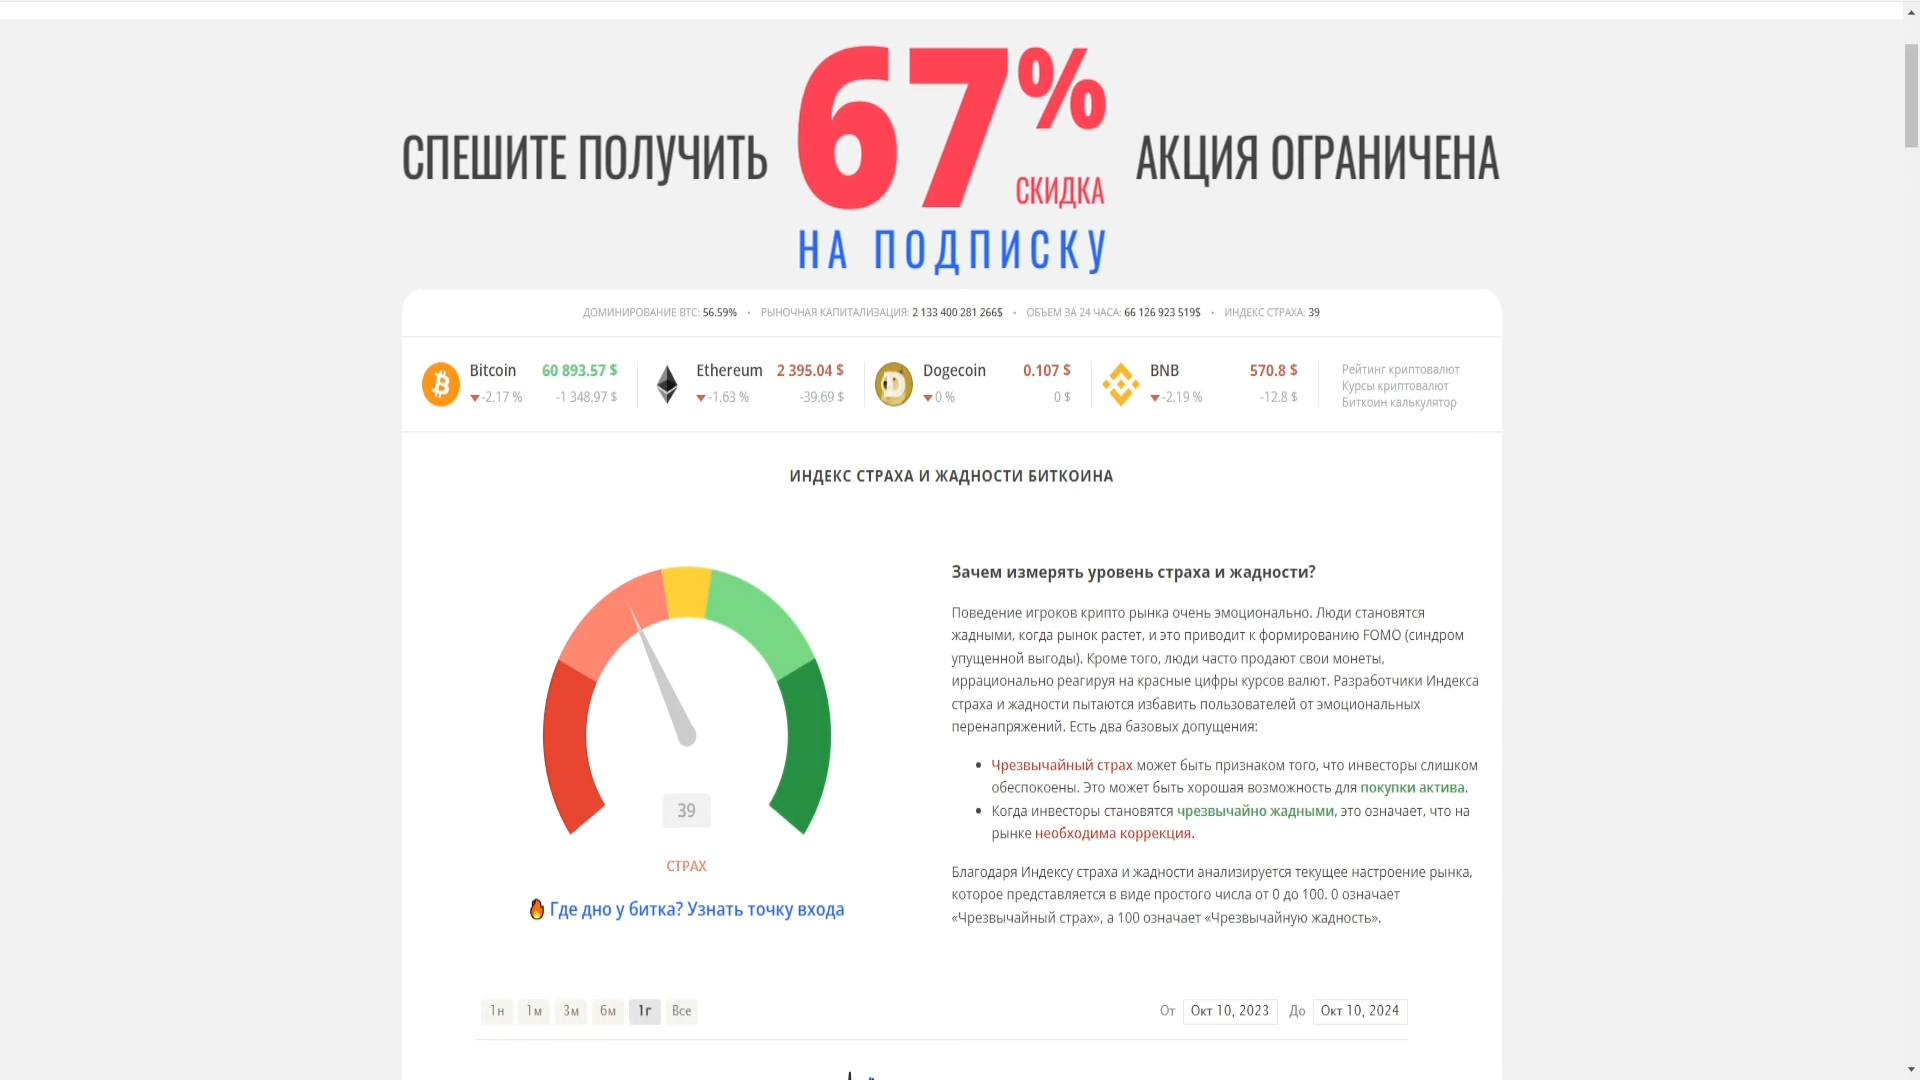 СПЕШИТЕ ПОЛУЧИТЬ 67% СКИДКА АКЦИЯ ОГРАНИЧЕНА
НА ПОДПИСКУ
ДОМИНИРОВАНИЕ BTC: 56.59% • РЫНОЧНАЯ КАПИТАЛИЗАЦИЯ: 2 133 400 281 266$ • ОБЪЕМ ЗА 24 ЧАСА: 66 126 923 519$ • ИНДЕКС СТРАХА: 39
Bitcoin 60 893.57 $
▼-2.17 % -1 348.97 $
Ethereum 2 395.04 $
▼-1.63 % -39.69 $
Dogecoin 0.107 $
▼0 % 0 $
BNB 570.8 $
▼-2.19 % -12.8 $
Рейтинг криптовалют
Курсы криптовалют
Биткоин калькулятор
ИНДЕКС СТРАХА И ЖАДНОСТИ БИТКОИНА
39
СТРАХ
Где дно у битка? Узнать точку входа
Зачем измерять уровень страха и жадности?
Поведение игроков крипто рынка очень эмоционально. Люди становятся
жадными, когда рынок растет, и это приводит к формированию FOMO (синдром
упущенной выгоды). Кроме того, люди часто продают свои монеты,
иррационально реагируя на красные цифры курсов валют. Разработчики Индекса
страха и жадности пытаются избавить пользователей от эмоциональных
перенапряжений. Есть два базовых допущения:
• Чрезвычайный страх может быть признаком того, что инвесторы слишком
обеспокоены. Это может быть хорошая возможность для покупки актива.
• Когда инвесторы становятся чрезвычайно жадными, это означает, что на
рынке необходима коррекция.
Благодаря Индексу страха и жадности анализируется текущее настроение рынка,
которое представляется в виде простого числа от 0 до 100. 0 означает
«Чрезвычайный страх», а 100 означает «Чрезвычайную жадность».
1н 1м 3м 6м 1г Все
От Окт 10, 2023 До Окт 10, 2024